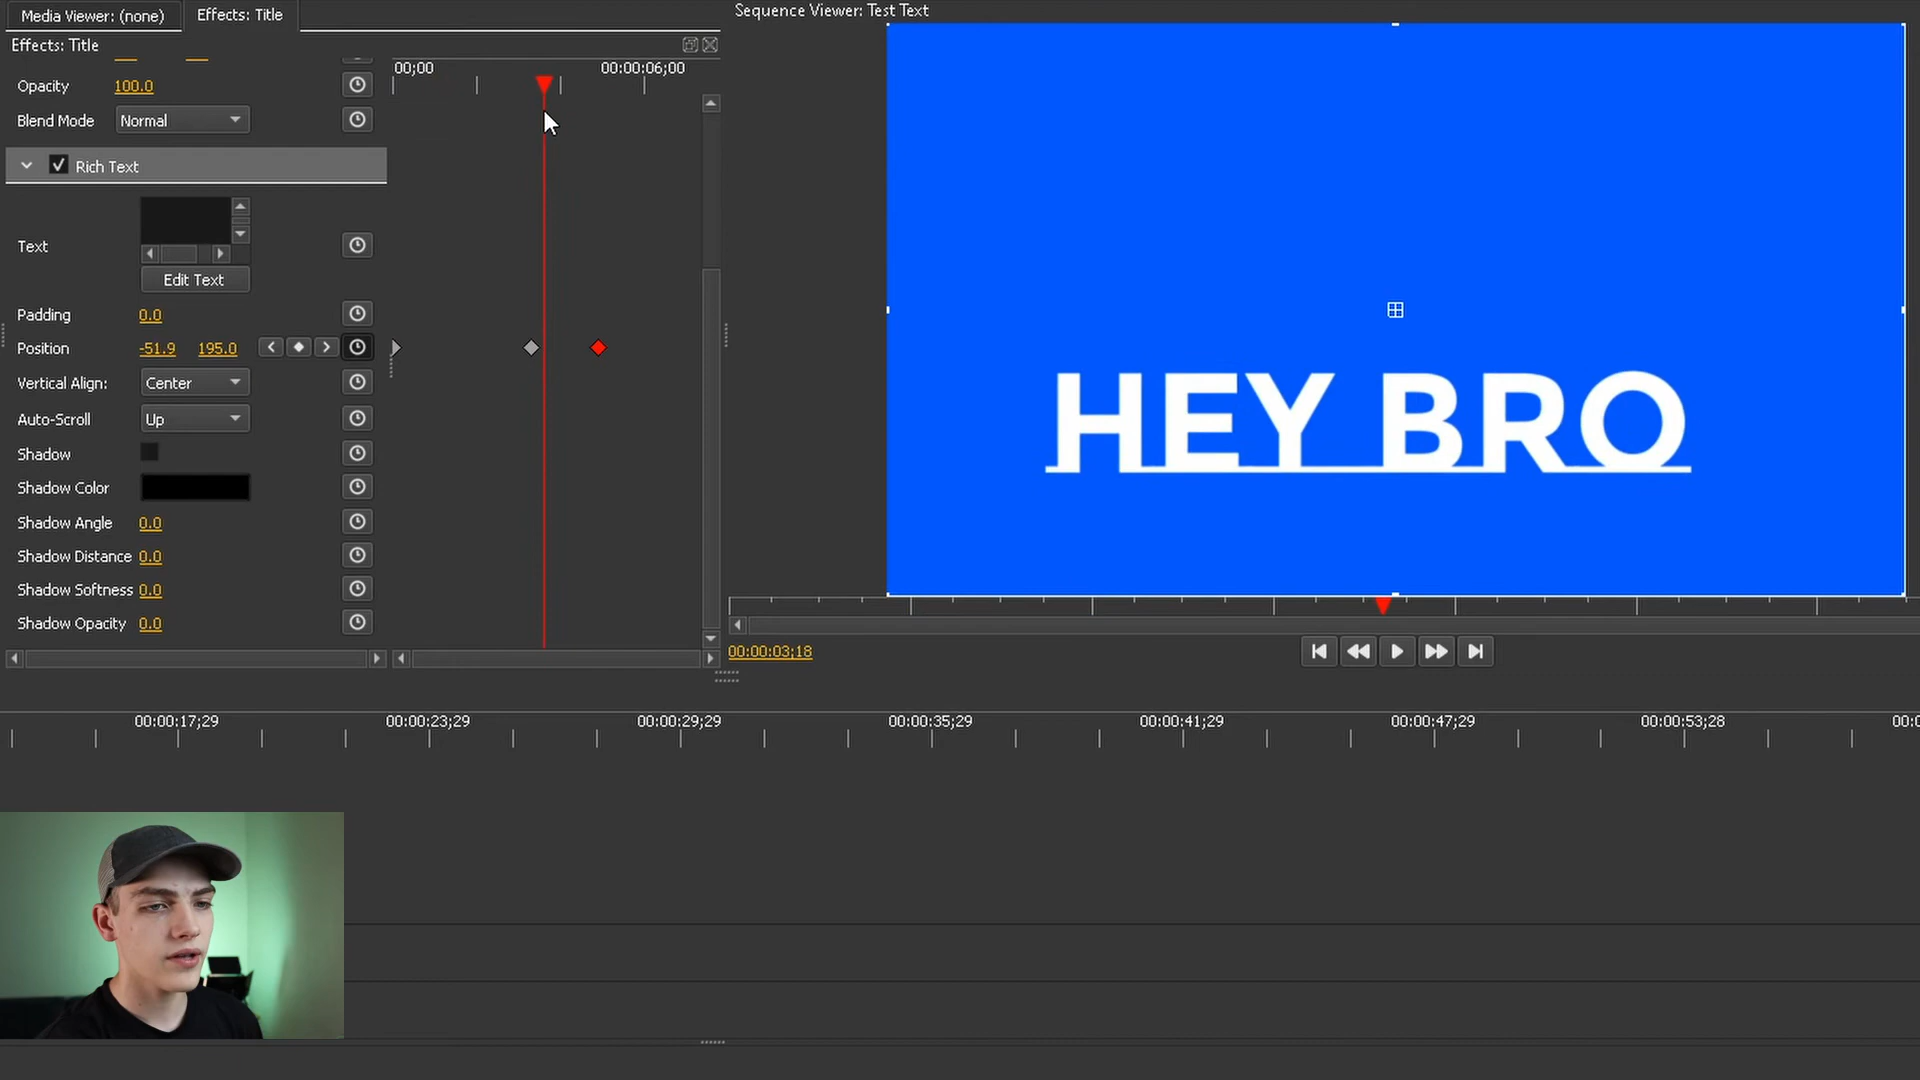 Media Viewer: (none)
Effects: Title
Sequence Viewer: Test Text
Effects: Title
00;00
00:00:06;00
Opacity
100.0
Blend Mode
Normal
Rich Text
Text
Edit Text
Padding
0.0
Position
-51.9
195.0
Vertical Align:
Center
Auto-Scroll
Up
Shadow
Shadow Color
Shadow Angle
0.0
Shadow Distance
0.0
Shadow Softness
0.0
Shadow Opacity
0.0
HEY BRO
00:00:03;18
00:00:17;29
00:00:23;29
00:00:29;29
00:00:35;29
00:00:41;29
00:00:47;29
00:00:53;28
00:0